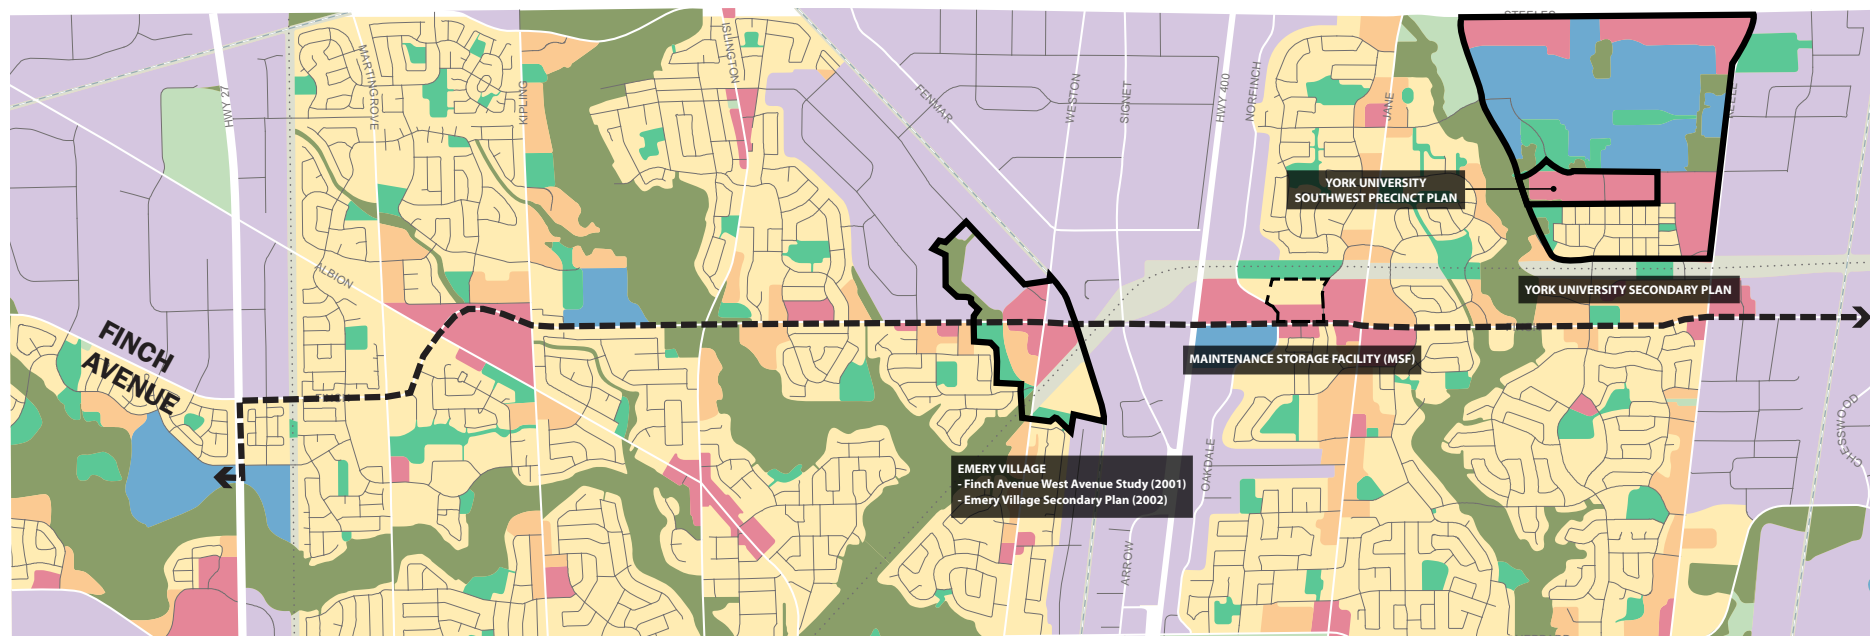 STEELES
ISLINGTON
MARTINGROVE
KIPLING
HWY 27
FENMAR
WESTON
SIGNET
HWY 400
NORFINCH
JANE
KEELE
YORK UNIVERSITY
SOUTHWEST PRECINCT PLAN
ALBION
YORK UNIVERSITY SECONDARY PLAN
FINCH
AVENUE
MAINTENANCE STORAGE FACILITY (MSF)
CHESSWOOD
OAKDALE
EMERY VILLAGE
- Finch Avenue West Avenue Study (2001)
- Emery Village Secondary Plan (2002)
ARROW